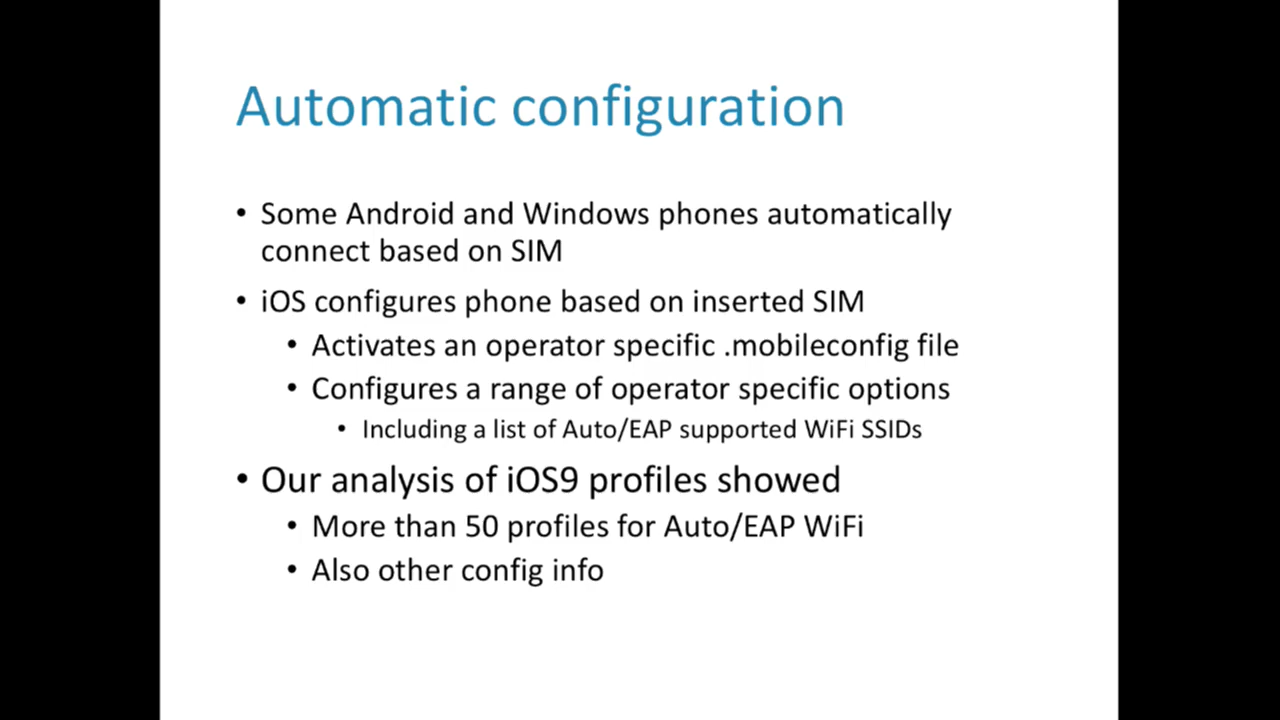 Automatic configuration
• Some Android and Windows phones automatically
connect based on SIM
• iOS configures phone based on inserted SIM
• Activates an operator specific .mobileconfig file
• Configures a range of operator specific options
• Including a list of Auto/EAP supported WiFi SSIDs
• Our analysis of iOS9 profiles showed
• More than 50 profiles for Auto/EAP WiFi
• Also other config info